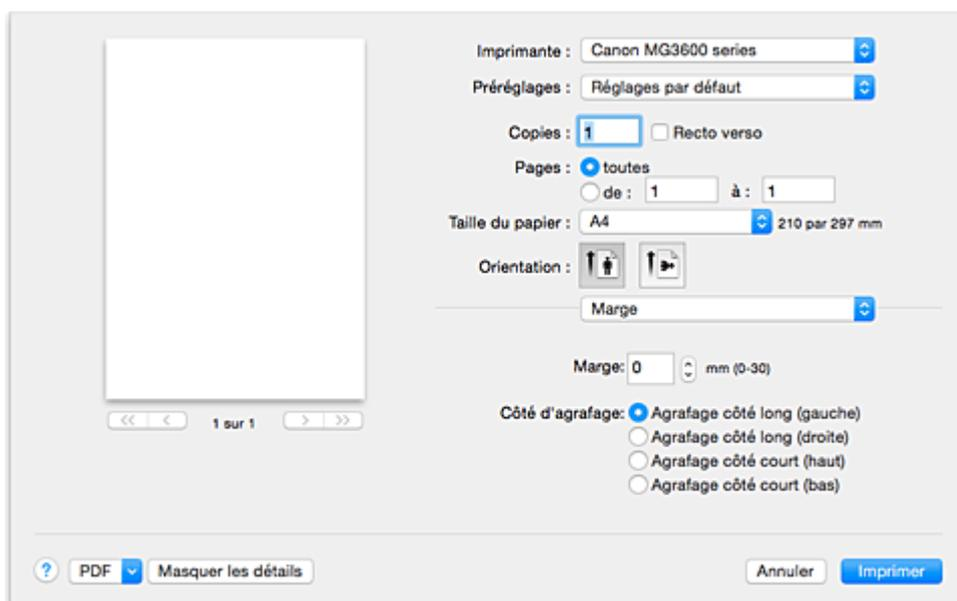 Imprimante : Canon MG3600 series
Préréglages : Réglages par défaut
Copies : 1 Recto verso
Pages : toutes
de : 1 à : 1
Taille du papier : A4 210 par 297 mm
Orientation :
Marge
Marge: 0 mm (0-30)
Côté d'agrafage: Agrafage côté long (gauche)
Agrafage côté long (droite)
Agrafage côté court (haut)
Agrafage côté court (bas)
<< < 1 sur 1 > >>
? PDF Masquer les détails Annuler Imprimer